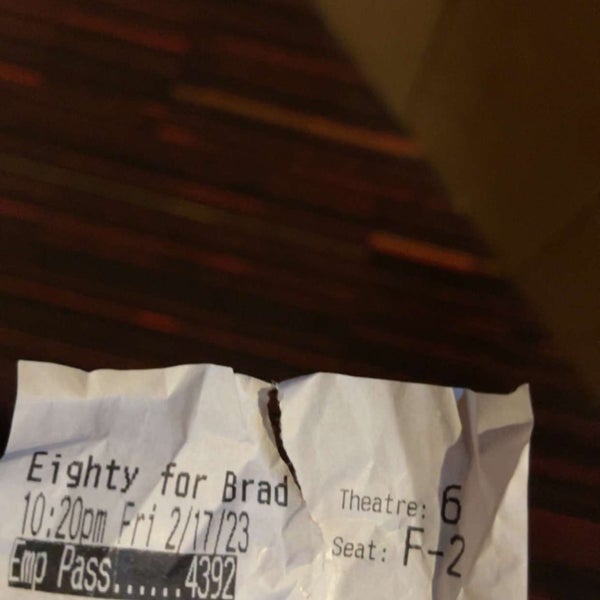 Eighty for Brad
10:20pm Fri 2/17/23
Emp Pass......4392
Theatre: 6
Seat: F-2